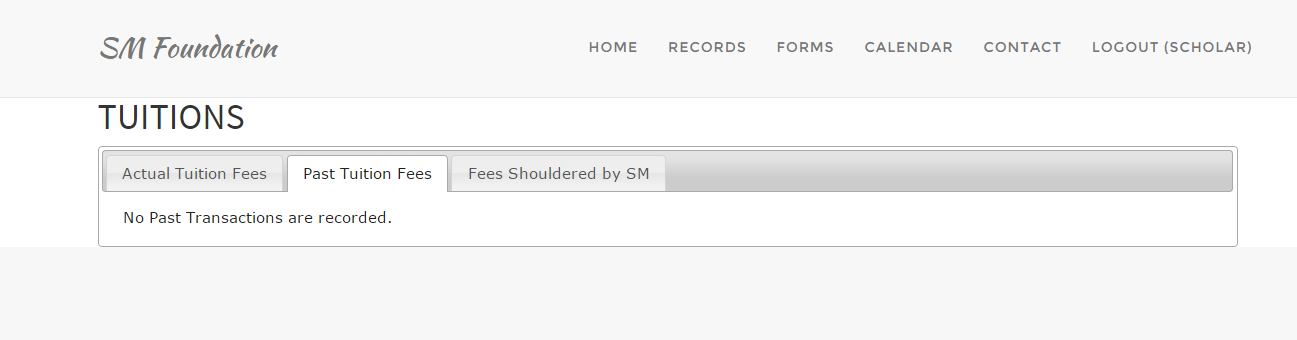 SM Foundation HOME RECORDS FORMS CALENDAR CONTACT LOGOUT (SCHOLAR)
TUITIONS
Actual Tuition Fees Past Tuition Fees Fees Shouldered by SM
No Past Transactions are recorded.